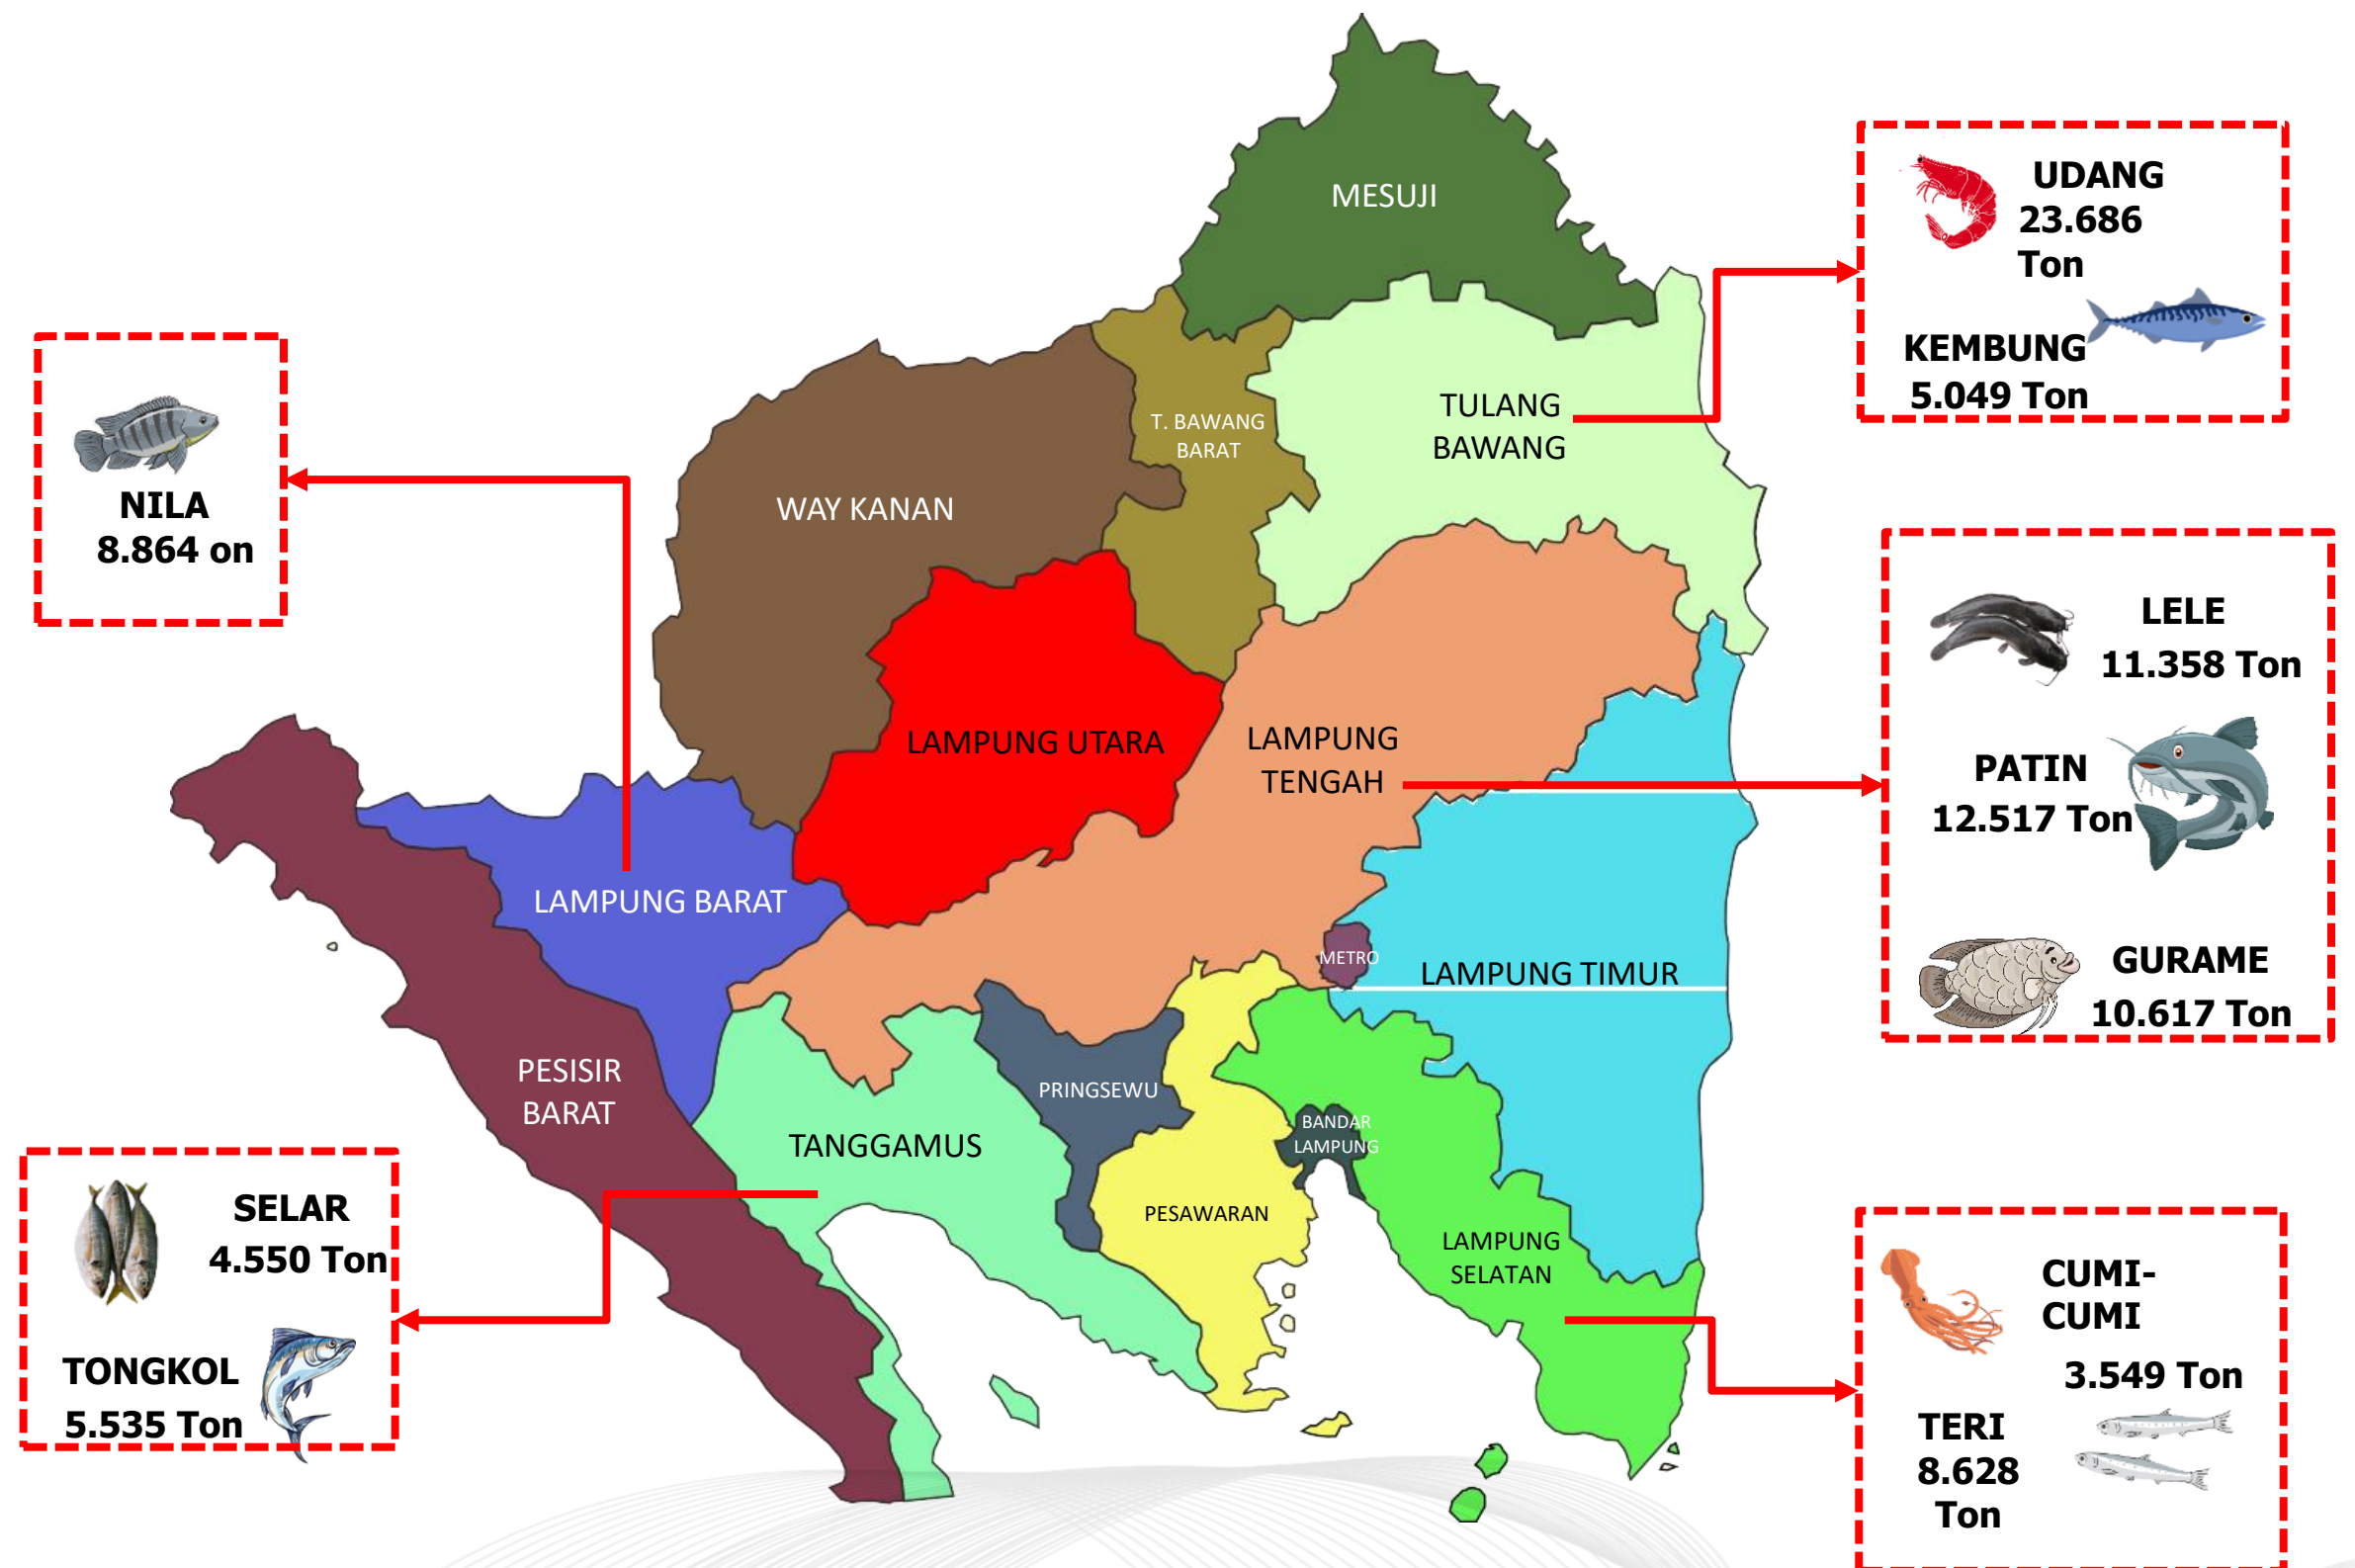 MESUJI
UDANG
23.686
Ton
KEMBUNG
5.049 Ton
NILA
8.864 on
T. BAWANG
BARAT
TULANG
BAWANG
WAY KANAN
LELE
11.358 Ton
PATIN
12.517 Ton
GURAME
10.617 Ton
LAMPUNG UTARA
LAMPUNG
TENGAH
LAMPUNG BARAT
METRO
LAMPUNG TIMUR
PESISIR
BARAT
PRINGSEWU
TANGGAMUS
BANDAR
LAMPUNG
PESAWARAN
LAMPUNG
SELATAN
SELAR
4.550 Ton
TONGKOL
5.535 Ton
CUMI-
CUMI
3.549 Ton
TERI
8.628
Ton